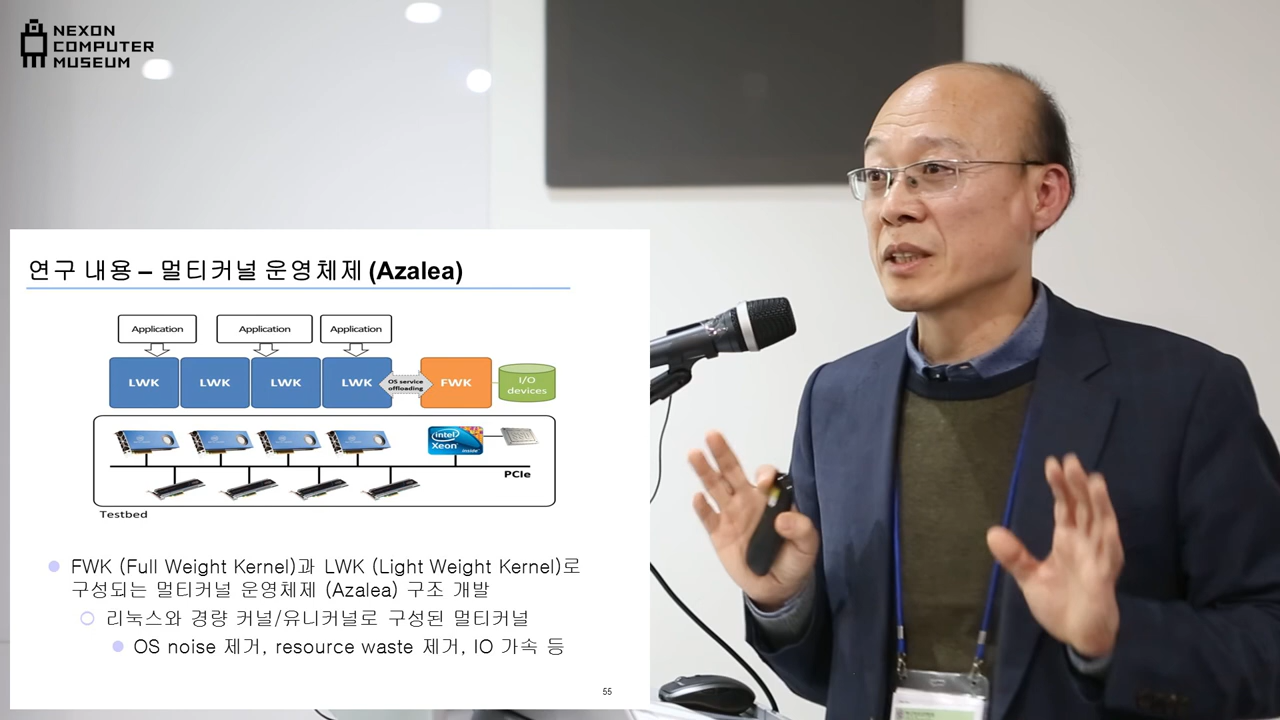 NEXON
COMPUTER
MUSEUM
연구 내용 – 멀티커널 운영체제 (Azalea)
Application
Application
Application
LWK
LWK
LWK
LWK
OS service
offloading
FWK
I/O
devices
intel
Xeon
inside
PCIe
Testbed
FWK (Full Weight Kernel)과 LWK (Light Weight Kernel)로
구성되는 멀티커널 운영체제 (Azalea) 구조 개발
리눅스와 경량 커널/유니커널로 구성된 멀티커널
OS noise 제거, resource waste 제거, IO 가속 등
55